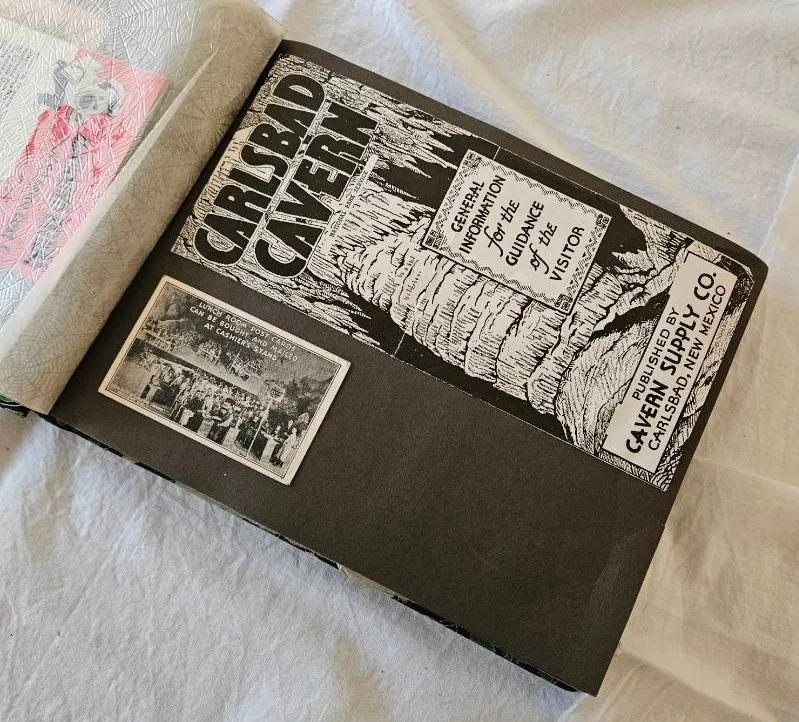 CARLSBAD
CAVERN
GENERAL
INFORMATION
for the
GUIDANCE
of the
VISITOR
PUBLISHED BY
CAVERN SUPPLY CO.
CARLSBAD, NEW MEXICO
LUNCH ROOM POST CARDS
CAN BE BOUGHT AND MAILED
AT CASHIER'S STAND